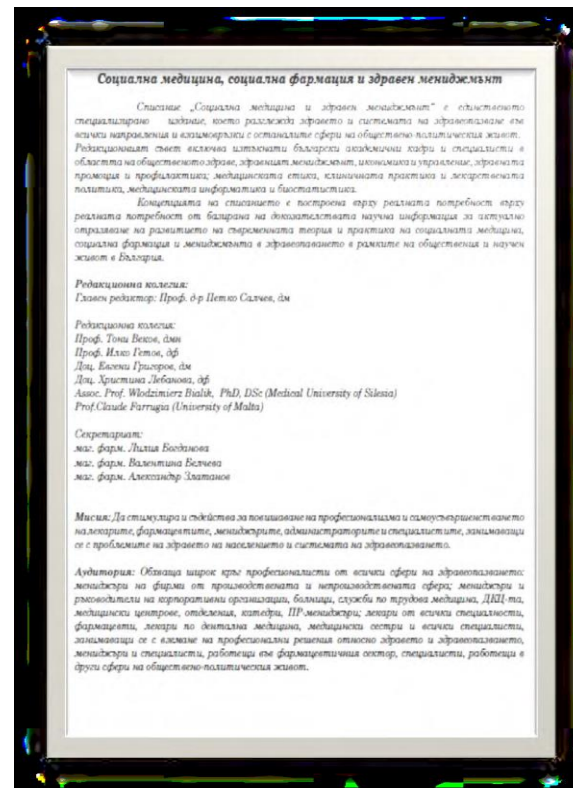 Социална медицина, социална фармация и здравен мениджмънт
Списание „Социална медицина и здравен мениджмънт“ е единственото
специализирано издание, което разглежда здравето и системата на здравеопазване във
всички направления и взаимовръзки с останалите сфери на обществено-политическия живот.
Редакционният съвет включва изтъкнати български академични кадри и специалисти в
областта на общественото здраве, здравният мениджмънт, икономика и управление, здравната
промоция и профилактика; медицинската етика, клиничната практика и лекарствената
политика, медицинската информатика и биостатистика.
Концепцията на списанието е построена върху реалната потребност върху
реалната потребност от базирана на доказателствата научна информация за актуално
отразяване на развитието на съвременната теория и практика на социалната медицина,
социална фармация и мениджмънта в здравеопазването в рамките на обществения и научен
живот в България.
Редакционна колегия:
Главен редактор: Проф. д-р Петко Салчев, дм
Редакционна колегия:
Проф. Тони Веков, дмн
Проф. Илко Гетов, дф
Доц. Евгени Григоров, дм
Доц. Христина Лебанова, дф
Assoc. Prof. Wlodzimierz Bialik, PhD, DSc (Medical University of Silesia)
Prof.Claude Farrugia (University of Malta)
Секретариат:
маг. фарм. Лилия Богданова
маг. фарм. Валентина Белчева
маг. фарм. Александър Златанов
Мисия: Да стимулира и съдейства за повишаване на професионализма и самоусъвършенстването
на лекарите, фармацевтите, мениджърите, администраторите и специалистите, занимаващи
се с проблемите на здравето на населението и системата на здравеопазването.
Аудитория: Обхваща широк кръг професионалисти от всички сфери на здравеопазването:
мениджъри на фирми от производствената и непроизводствената сфера; мениджъри и
ръководители на корпоративни организации, болници, служби по трудова медицина, ДКЦ-та,
медицински центрове, отделения, катедри, ПР-мениджъри; лекари от всички специалности,
фармацевти, лекари по дентална медицина, медицински сестри и всички специалисти,
занимаващи се с вземане на професионални решения относно здравето и здравеопазването,
мениджъри и специалисти, работещи във фармацевтичния сектор, специалисти, работещи в
други сфери на обществено-политическия живот.